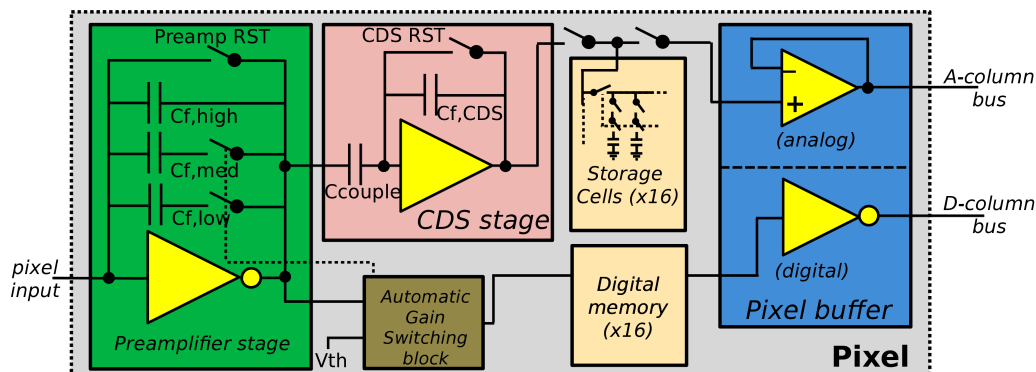 Preamp RST
Cf,high
Cf,med
Cf,low
pixel
input
Preamplifier stage
CDS RST
Cf,CDS
Ccouple
CDS stage
Automatic
Gain
Switching
block
Vth
Storage
Cells (x16)
Digital
memory
(x16)
−
+
(analog)
(digital)
Pixel buffer
A-column
bus
D-column
bus
Pixel